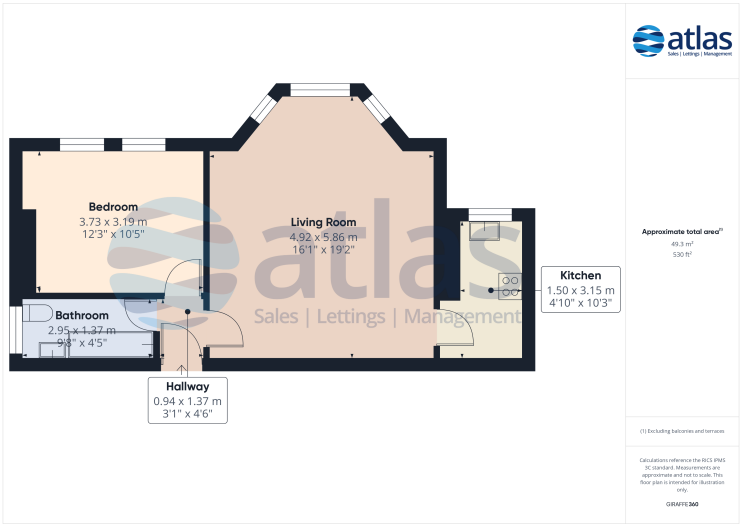 atlas
Sales | Lettings | Management
Bedroom
3.73 x 3.19 m
12'3" x 10'5"
Living Room
4.92 x 5.86 m
16'1" x 19'2"
Kitchen
1.50 x 3.15 m
4'10" x 10'3"
Bathroom
2.95 x 1.37 m
9'8" x 4'5"
Hallway
0.94 x 1.37 m
3'1" x 4'6"
atlas
Sales | Lettings | Management
Approximate total area(1)
49.3 m²
530 ft²
(1) Excluding balconies and terraces
Calculations reference the RICS IPMS
3C standard. Measurements are
approximate and not to scale. This
floor plan is intended for illustration
only.
GIRAFFE360